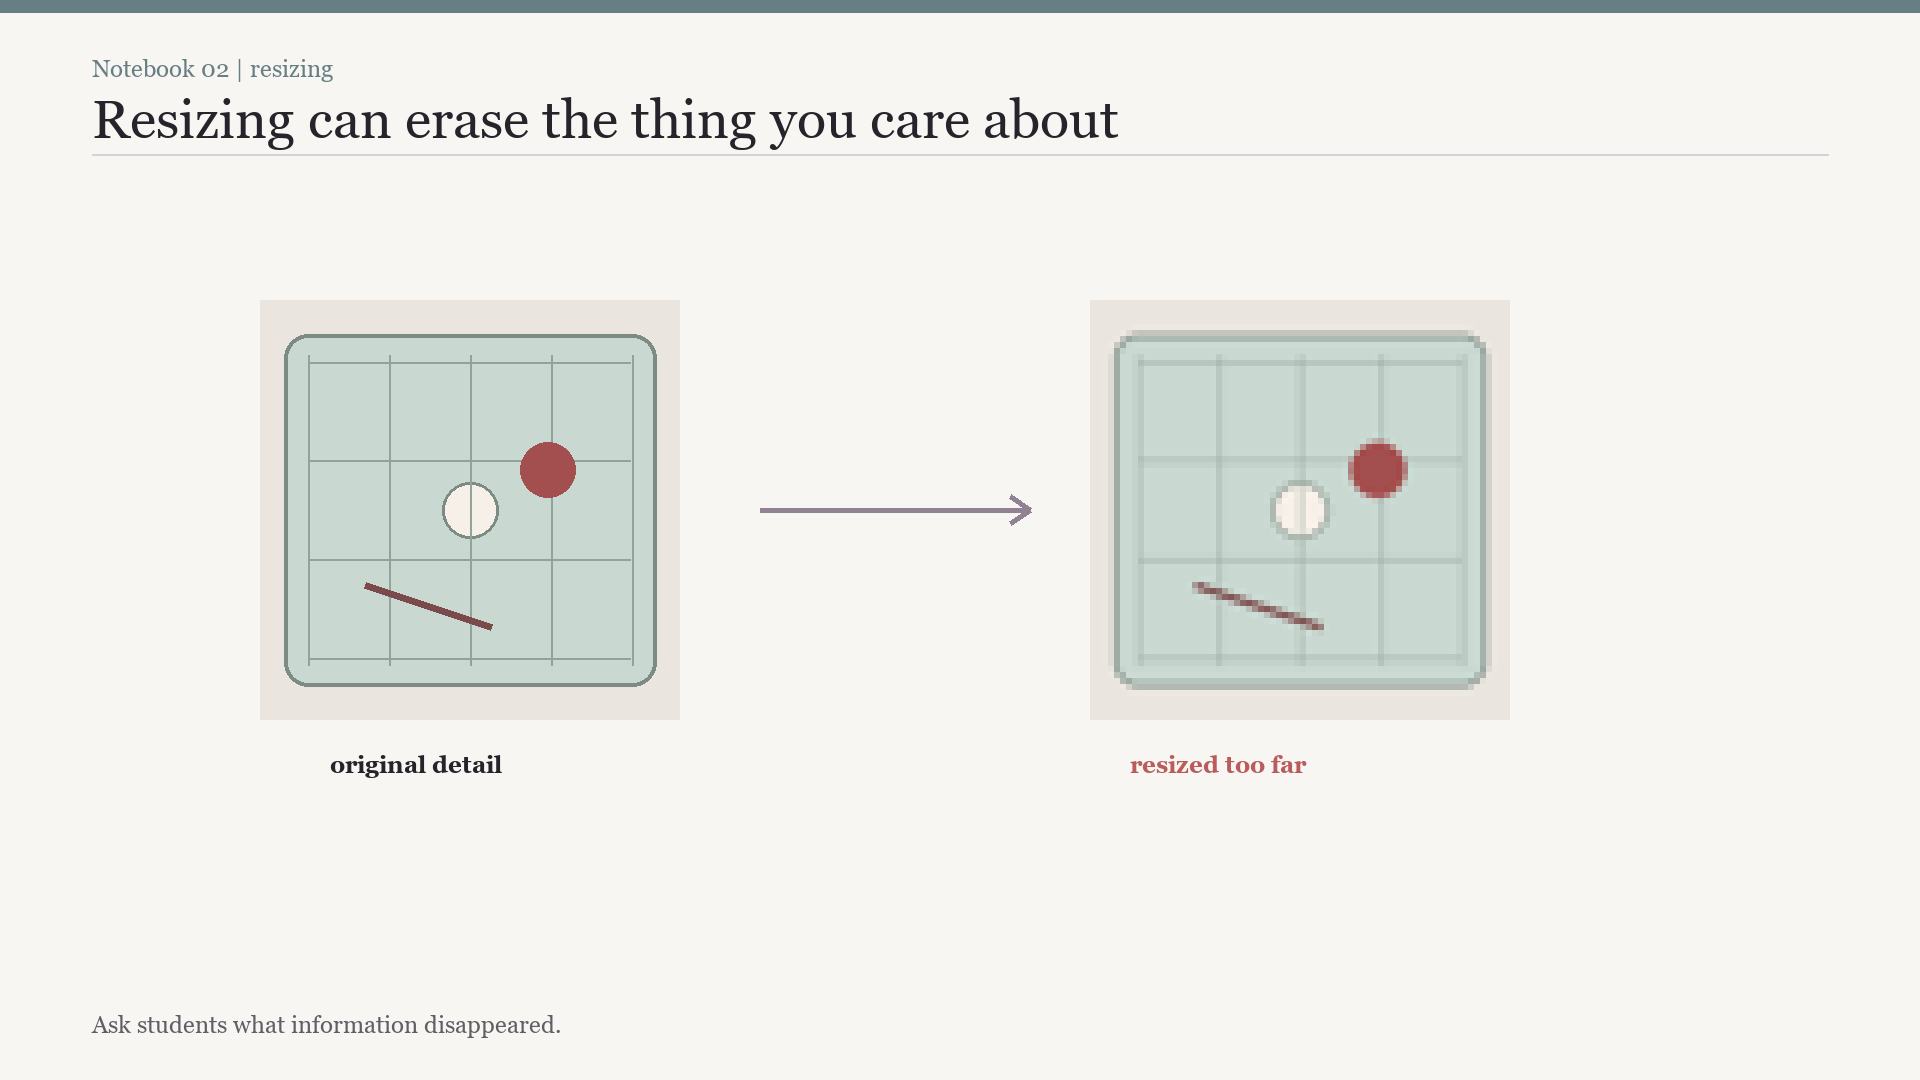 Notebook 02 | resizing
Resizing can erase the thing you care about
original detail
resized too far
Ask students what information disappeared.